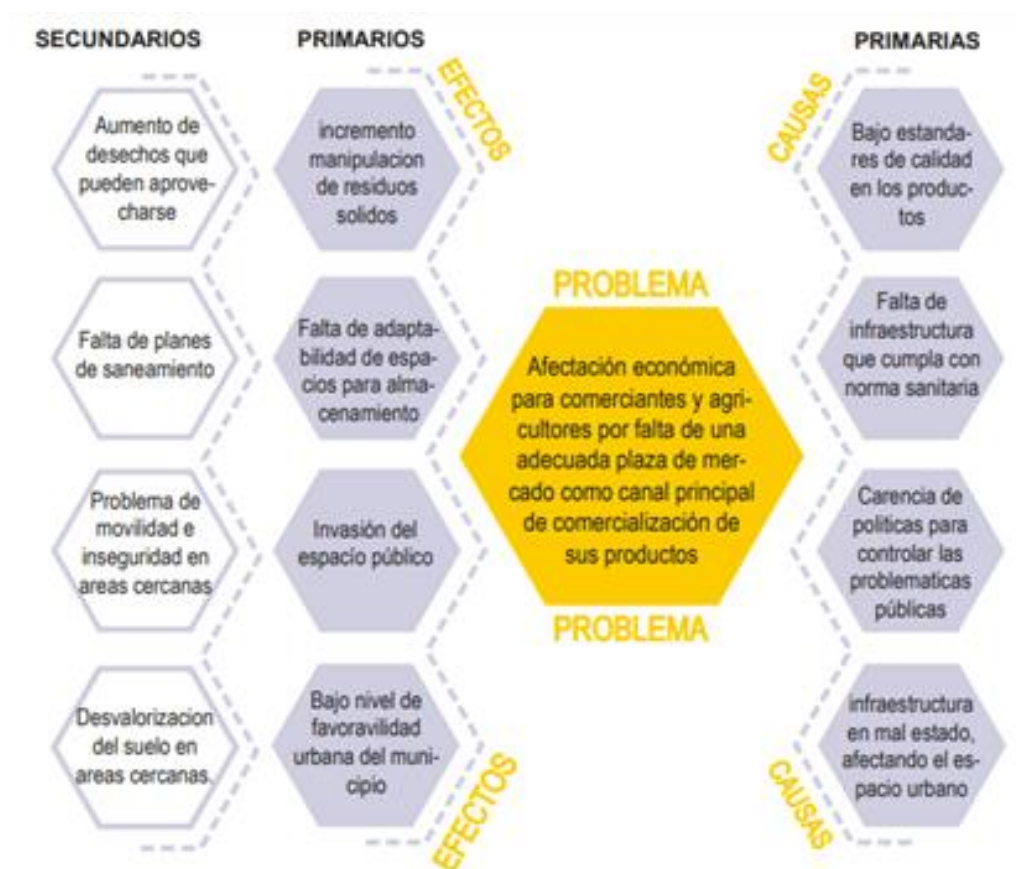 SECUNDARIOS
PRIMARIOS
PRIMARIAS
EFECTOS
CAUSAS
Aumento de
desechos que
pueden aprove-
charse
incremento
manipulacion
de residuos
solidos
Bajo estanda-
res de calidad
en los produc-
tos
Falta de planes
de saneamiento
Falta de adapta-
bilidad de espa-
cios para alma-
cenamiento
PROBLEMA
Afectación económica
para comerciantes y agri-
cultores por falta de una
adecuada plaza de mer-
cado como canal principal
de comercialización de
sus productos
PROBLEMA
Falta de
infraestructura
que cumpla con
norma sanitaria
Problema de
movilidad e
inseguridad en
areas cercanas
Invasión del
espacío público
Carencia de
politicas para
controlar las
problematicas
públicas
Desvalorizacion
del suelo en
areas cercanas.
Bajo nivel de
favoravilidad
urbana del muni-
cipio
Infraestructura
en mal estado,
afectando el es-
pacio urbano
EFECTOS
CAUSAS